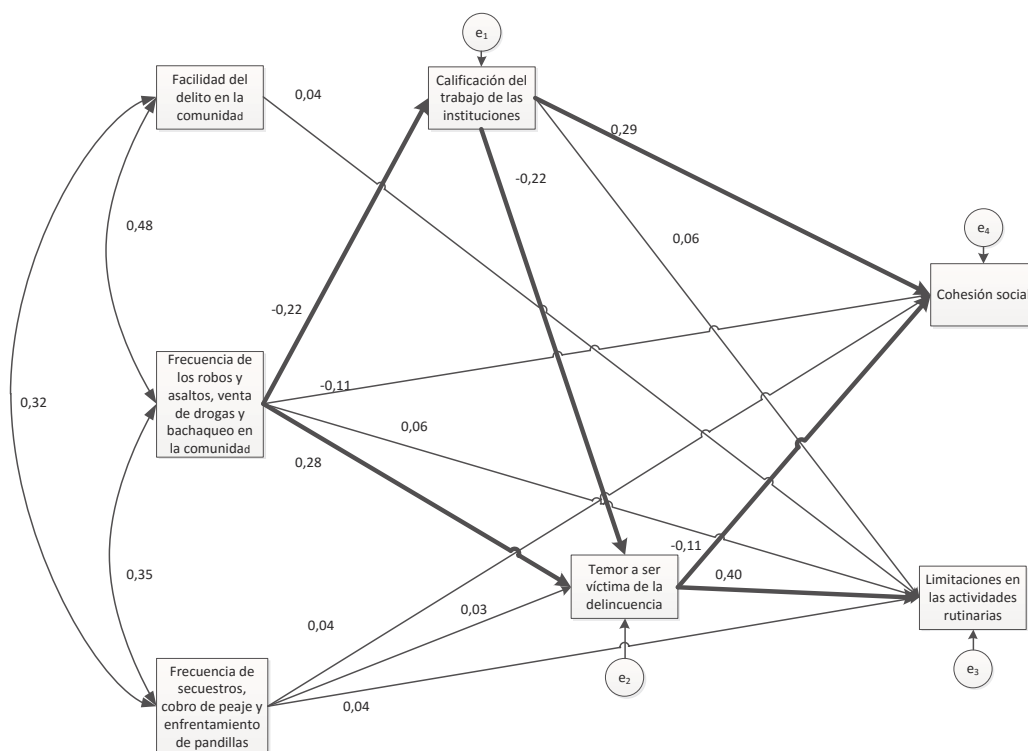 e1
Facilidad del
delito en la
comunidad
0,04
Calificación del
trabajo de las
instituciones
0,29
-0,22
0,48
0,06
e4
Cohesión social
-0,22
Frecuencia de
los robos y
asaltos, venta
de drogas y
bachaqueo en
la comunidad
0,32
-0,11
0,06
0,28
0,35
Temor a ser
víctima de la
delincuencia
-0,11
0,40
Limitaciones en
las actividades
rutinarias
0,04
0,03
Frecuencia de
secuestros,
cobro de peaje y
enfrentamiento
de pandillas
0,04
e2
e3